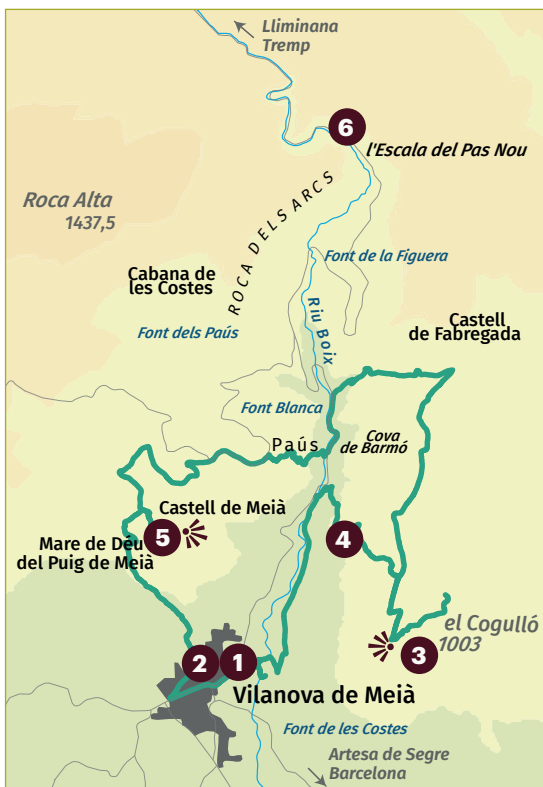 Lliminana
Tremp
6
l'Escala del Pas Nou
Roca Alta
1437,5
ROCA DELS ARCS
Font de la Figuera
Cabana de
les Costes
Riu Boix
Castell
de Fabregada
Font dels Paús
Font Blanca
Paús
Cova
de Barmó
Castell de Meià
5
4
Mare de Déu
del Puig de Meià
el Cogulló
1003
3
2
1
Vilanova de Meià
Font de les Costes
Artesa de Segre
Barcelona